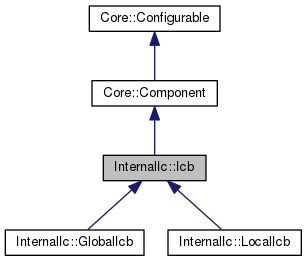 Core::Configurable
Core::Component
InternalIc::Icb
InternalIc::GlobalIcb
InternalIc::LocalIcb